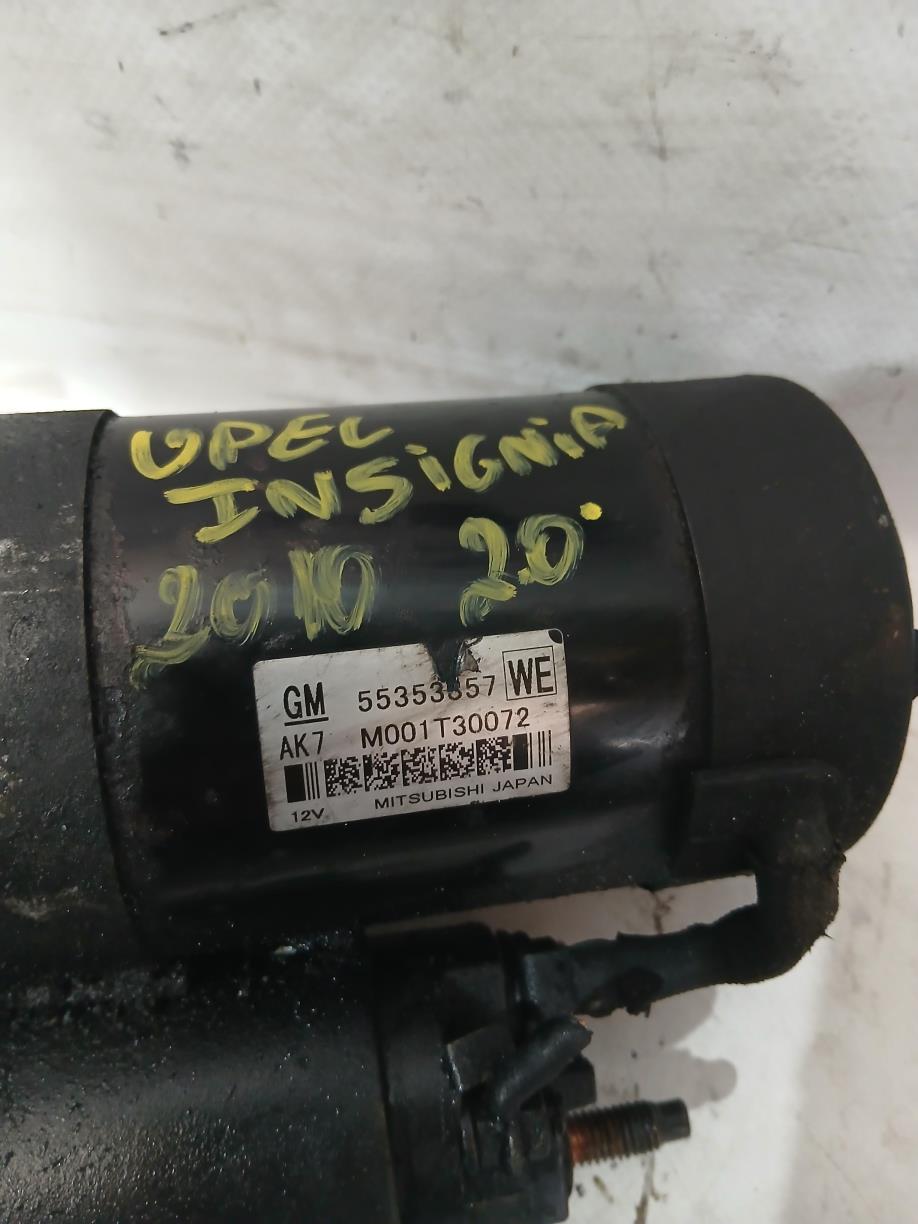 OPEL
INSiGNiA
2010 2.0
GM 55353857 WE
AK7 M001T30072
12V MITSUBISHI JAPAN